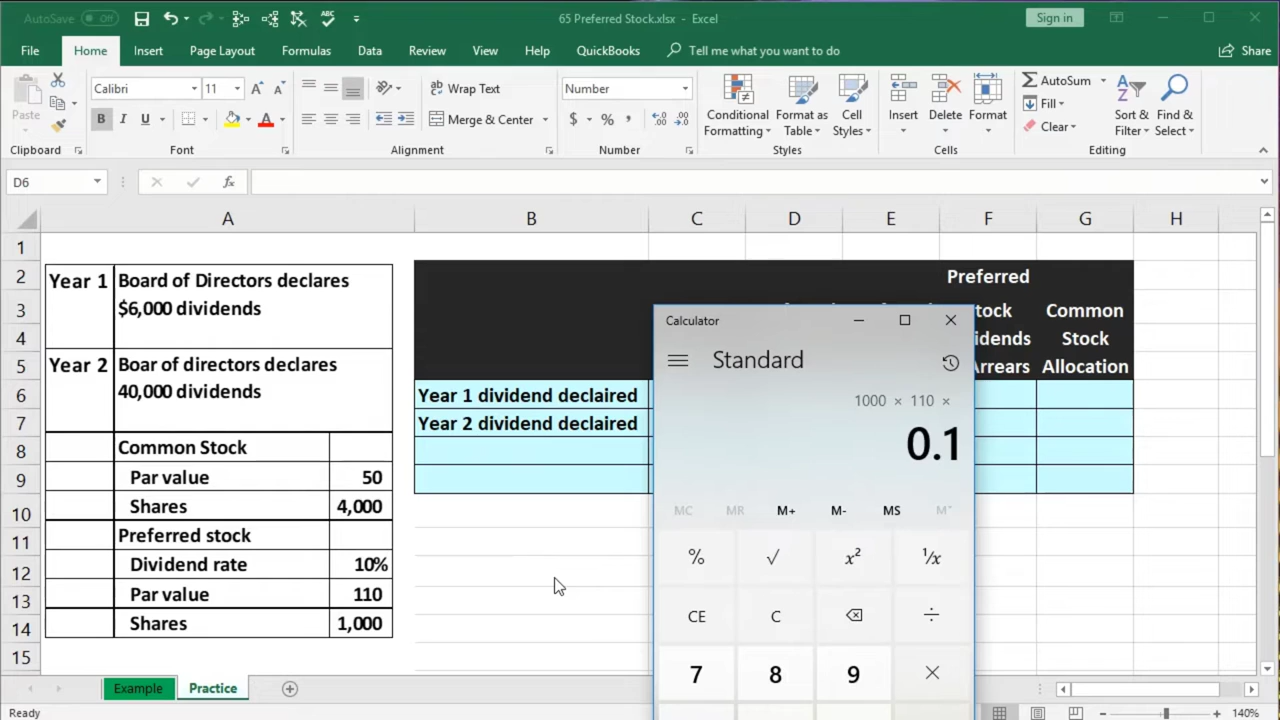 AutoSave Off
65 Preferred Stock.xlsx - Excel
Sign in
File Home Insert Page Layout Formulas Data Review View Help QuickBooks Tell me what you want to do Share
Paste
Calibri 11
B I U A
Wrap Text
Merge & Center
Number
$ % ,
Conditional Formatting
Format as Table
Cell Styles
Insert Delete Format
AutoSum
Fill
Clear
Sort & Filter
Find & Select
Clipboard Font Alignment Number Styles Cells Editing
D6 fx
A B C D E F G H
1
2
3
4
5
6
7
8
9
10
11
12
13
14
15
Year 1 Board of Directors declares
$6,000 dividends
Year 2 Boar of directors declares
40,000 dividends
Common Stock
Par value 50
Shares 4,000
Preferred stock
Dividend rate 10%
Par value 110
Shares 1,000
Preferred
tock
idends
Arrears
Common
Stock
Allocation
Year 1 dividend declaired
Year 2 dividend declaired
Calculator
Standard
1000 × 110 ×
0.1
MC MR M+ M- MS M˅
% √ x² ¹/x
CE C ÷
7 8 9 ×
Example Practice
Ready
140%